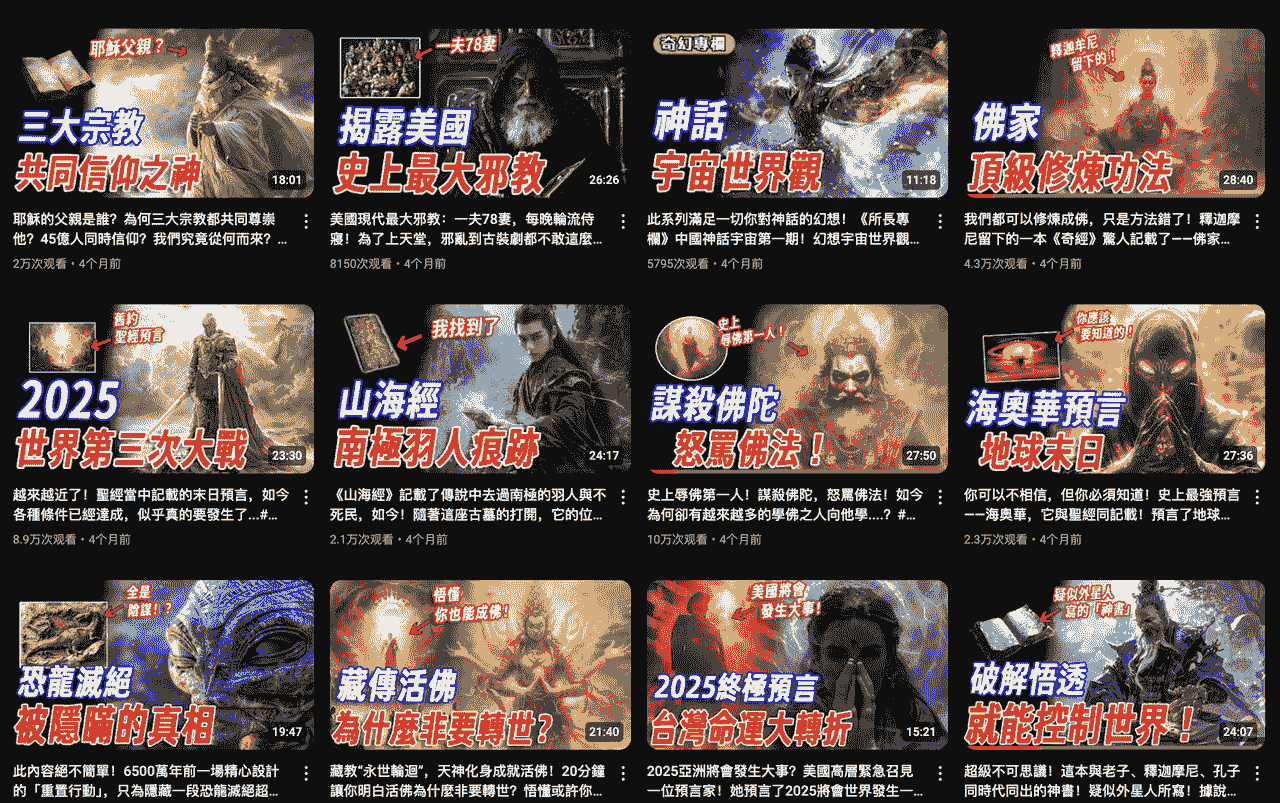 耶穌父親？
三大宗教
共同信仰之神
18:01
耶穌的父親是誰？為何三大宗教都共同尊崇
他？45億人同時信仰？我們究竟從何而來？...
2万次观看・4个月前
一夫78妻
揭露美國
史上最大邪教
26:26
美國現代最大邪教：一夫78妻，每晚輪流侍
寢！為了上天堂，邪亂到古裝劇都不敢這麼...
8150次观看・4个月前
奇幻專欄
神話
宇宙世界觀
11:18
此系列滿足一切你對神話的幻想！《所長專
欄》中國神話宇宙第一期！幻想宇宙世界觀...
5795次观看・4个月前
釋迦牟尼
留下的！
佛家
頂級修煉功法
28:40
我們都可以修煉成佛，只是方法錯了！釋迦摩
尼留下的一本《奇經》驚人記載了——佛家...
4.3万次观看・4个月前
舊約
聖經預言
2025
世界第三次大戰
23:30
越來越近了！聖經當中記載的末日預言，如今
各種條件已經達成，似乎真的要發生了...#...
8.9万次观看・4个月前
我找到了
山海經
南極羽人痕跡
24:17
《山海經》記載了傳說中去過南極的羽人與不
死民，如今！隨著這座古墓的打開，它的位...
2.1万次观看・4个月前
史上
辱佛第一人！
謀殺佛陀
怒罵佛法！
27:50
史上辱佛第一人！謀殺佛陀，怒罵佛法！如今
為何卻有越來越多的學佛之人向他學....？#...
10万次观看・4个月前
你應該
要知道的！
海奧華預言
地球末日
27:36
你可以不相信，但你必須知道！史上最強預言
——海奧華，它與聖經同記載！預言了地球...
2.3万次观看・4个月前
全是
陰謀！？
恐龍滅絕
被隱瞞的真相
19:47
此內容絕不簡單！6500萬年前一場精心設計
的「重置行動」，只為隱藏一段恐龍滅絕超...
悟懂
你也能成佛！
藏傳活佛
為什麼非要轉世？
21:40
藏教“永世輪迴”，天神化身成就活佛！20分鐘
讓你明白活佛為什麼非要轉世？悟懂或許你...
美國將會
發生大事！
2025終極預言
台灣命運大轉折
15:21
2025亞洲將會發生大事？美國高層緊急召見
一位預言家！她預言了2025將會世界發生一...
疑似外星人
寫的「神書」
破解悟透
就能控制世界！
24:07
超級不可思議！這本與老子、釋迦摩尼、孔子
同時代同出的神書！疑似外星人所寫！據說...